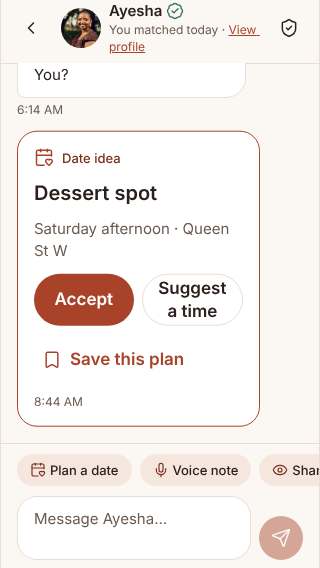 Ayesha
You matched today · View
profile
You?
6:14 AM
Date idea
Dessert spot
Saturday afternoon · Queen
St W
Accept
Suggest
a time
Save this plan
8:44 AM
Plan a date
Voice note
Message Ayesha...